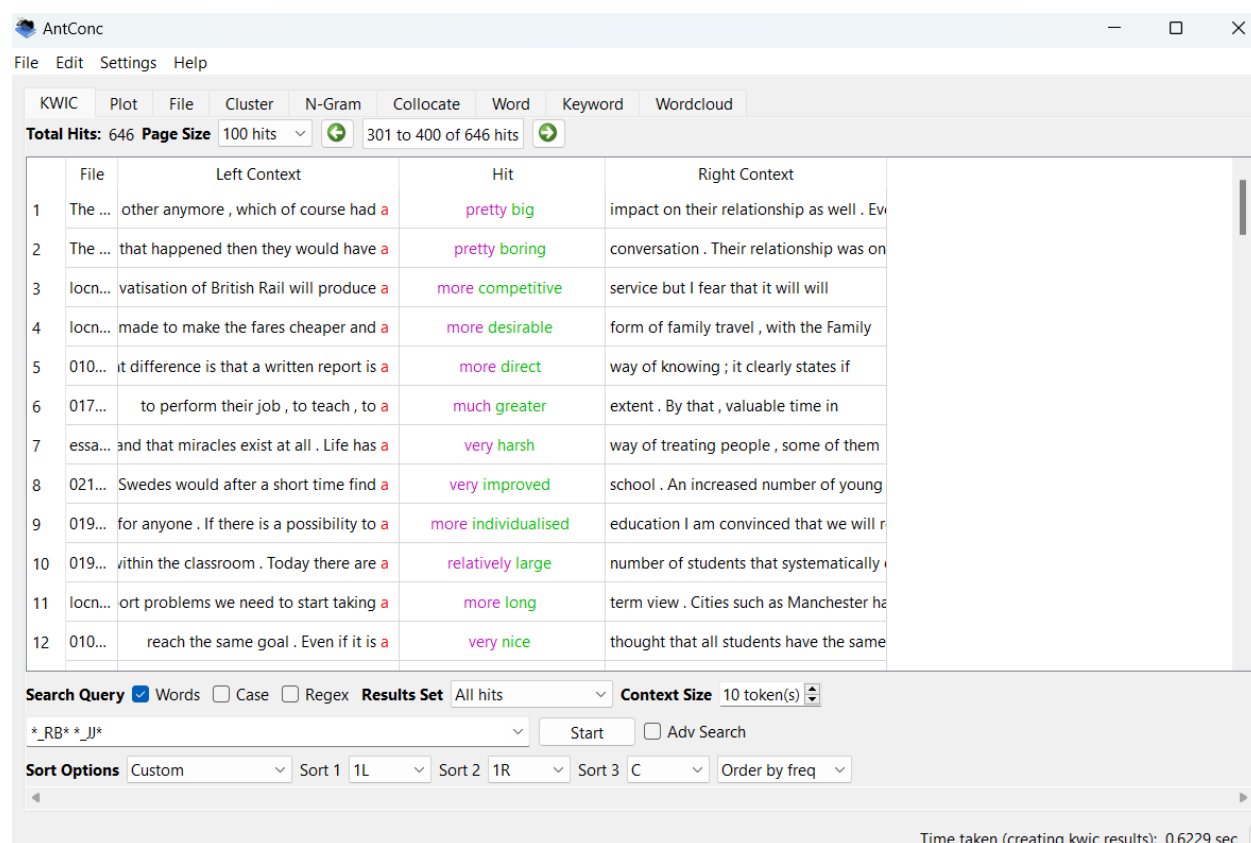 AntConc
File Edit Settings Help
KWIC Plot File Cluster N-Gram Collocate Word Keyword Wordcloud
Total Hits: 646 Page Size 100 hits 301 to 400 of 646 hits
File Left Context Hit Right Context
1 The ... other anymore , which of course had a pretty big impact on their relationship as well .
2 The ... that happened then they would have a pretty boring conversation . Their relationship was on
3 locn... vatisation of British Rail will produce a more competitive service but I fear that it will will
4 locn... made to make the fares cheaper and a more desirable form of family travel , with the Family
5 010... difference is that a written report is a more direct way of knowing ; it clearly states if
6 017... to perform their job , to teach , to a much greater extent . By that , valuable time in
7 essa... and that miracles exist at all . Life has a very harsh way of treating people , some of them
8 021... Swedes would after a short time find a very improved school . An increased number of young
9 019... for anyone . If there is a possibility to a more individualised education I am convinced that we will
10 019... within the classroom . Today there are a relatively large number of students that systematically
11 locn... ort problems we need to start taking a more long term view . Cities such as Manchester ha
12 010... reach the same goal . Even if it is a very nice thought that all students have the same
Search Query Words Case Regex Results Set All hits Context Size 10 token(s)
*_RB* *_JJ* Start Adv Search
Sort Options Custom Sort 1 1L Sort 2 1R Sort 3 C Order by freq
Time taken (creating kwic results): 0.6229 sec